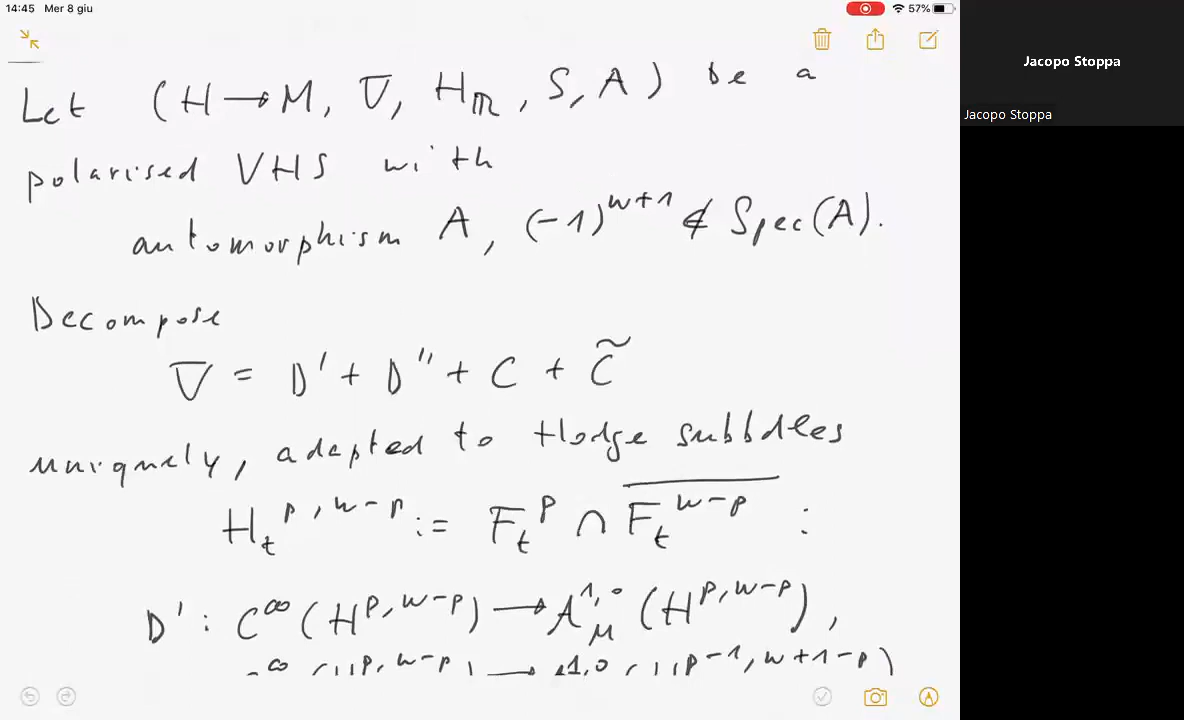 14:45 Mer 8 giu
57%
Jacopo Stoppa
Jacopo Stoppa
Let (H → M, ∇, H_ℝ, S, A) be a
polarised VHS with
automorphism A, (-1)^{w+1} ∉ Spec(A).
Decompose
∇ = D' + D'' + C + C̃
uniquely, adapted to Hodge subbdles
H_t^{p, w-p} := F_t^p ∩ \overline{F_t^{w-p}} :
D' : C^∞(H^{p, w-p}) → A_M^{1,0}(H^{p, w-p}),